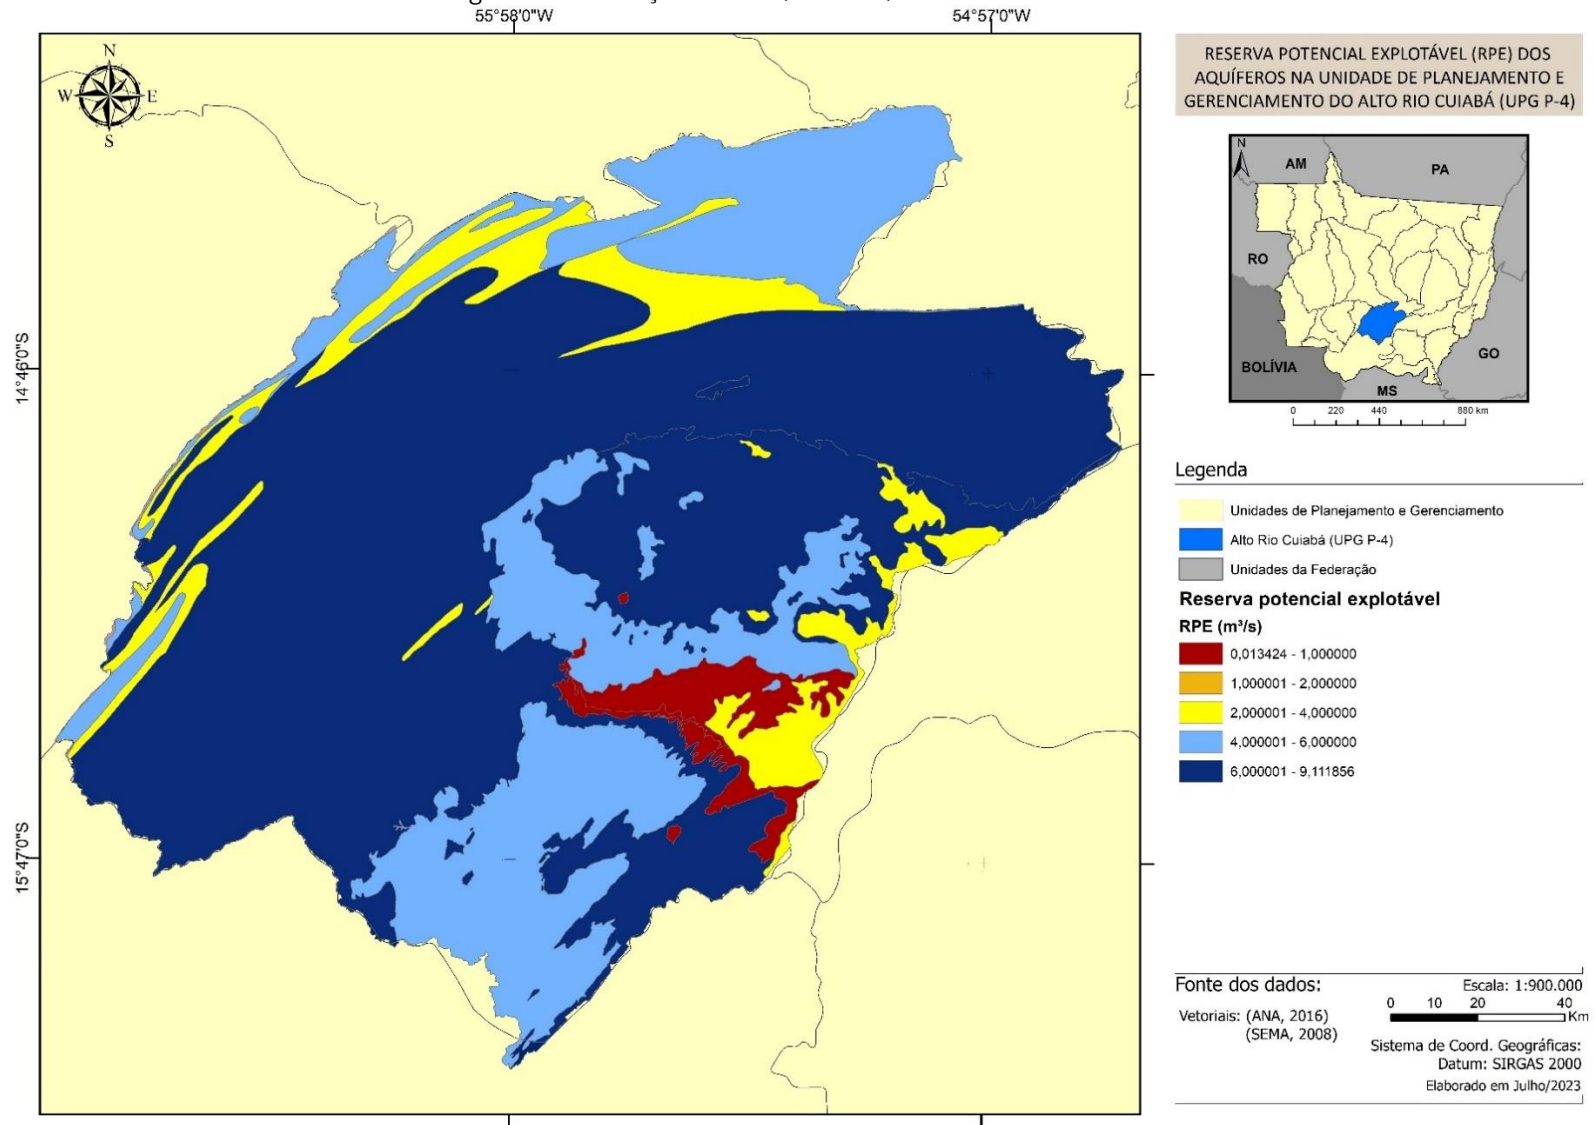 55°58'0"W
54°57'0"W
14°46'0"S
15°47'0"S
N
W
E
S
RESERVA POTENCIAL EXPLOTÁVEL (RPE) DOS
AQUÍFEROS NA UNIDADE DE PLANEJAMENTO E
GERENCIAMENTO DO ALTO RIO CUIABÁ (UPG P-4)
N
AM
PA
RO
BOLÍVIA
GO
MS
0 220 440 880 km
Legenda
Unidades de Planejamento e Gerenciamento
Alto Rio Cuiabá (UPG P-4)
Unidades da Federação
Reserva potencial explotável
RPE (m³/s)
0,013424 - 1,000000
1,000001 - 2,000000
2,000001 - 4,000000
4,000001 - 6,000000
6,000001 - 9,111856
Fonte dos dados:
Vetoriais: (ANA, 2016)
(SEMA, 2008)
Escala: 1:900.000
0 10 20 40
Km
Sistema de Coord. Geográficas:
Datum: SIRGAS 2000
Elaborado em Julho/2023